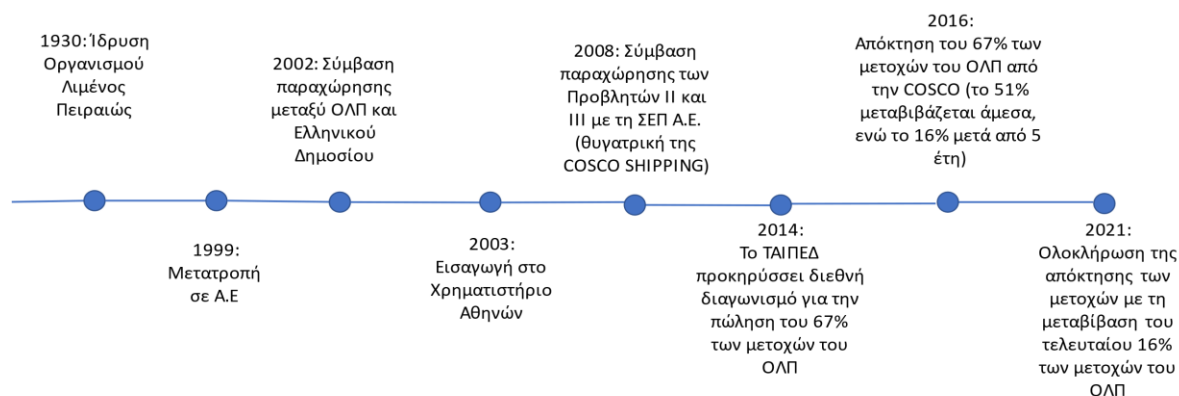 1930: Ίδρυση
Οργανισμού
Λιμένος
Πειραιώς
1999:
Μετατροπή
σε Α.Ε
2002: Σύμβαση
παραχώρησης
μεταξύ ΟΛΠ και
Ελληνικού
Δημοσίου
2003:
Εισαγωγή στο
Χρηματιστήριο
Αθηνών
2008: Σύμβαση
παραχώρησης των
Προβλητών ΙΙ και
ΙΙΙ με τη ΣΕΠ Α.Ε.
(θυγατρική της
COSCO SHIPPING)
2014:
Το ΤΑΙΠΕΔ
προκηρύσσει διεθνή
διαγωνισμό για την
πώληση του 67%
των μετοχών του
ΟΛΠ
2016:
Απόκτηση του 67% των
μετοχών του ΟΛΠ από
την COSCO (το 51%
μεταβιβάζεται άμεσα,
ενώ το 16% μετά από 5
έτη)
2021:
Ολοκλήρωση της
απόκτησης των
μετοχών με τη
μεταβίβαση του
τελευταίου 16%
των μετοχών του
ΟΛΠ